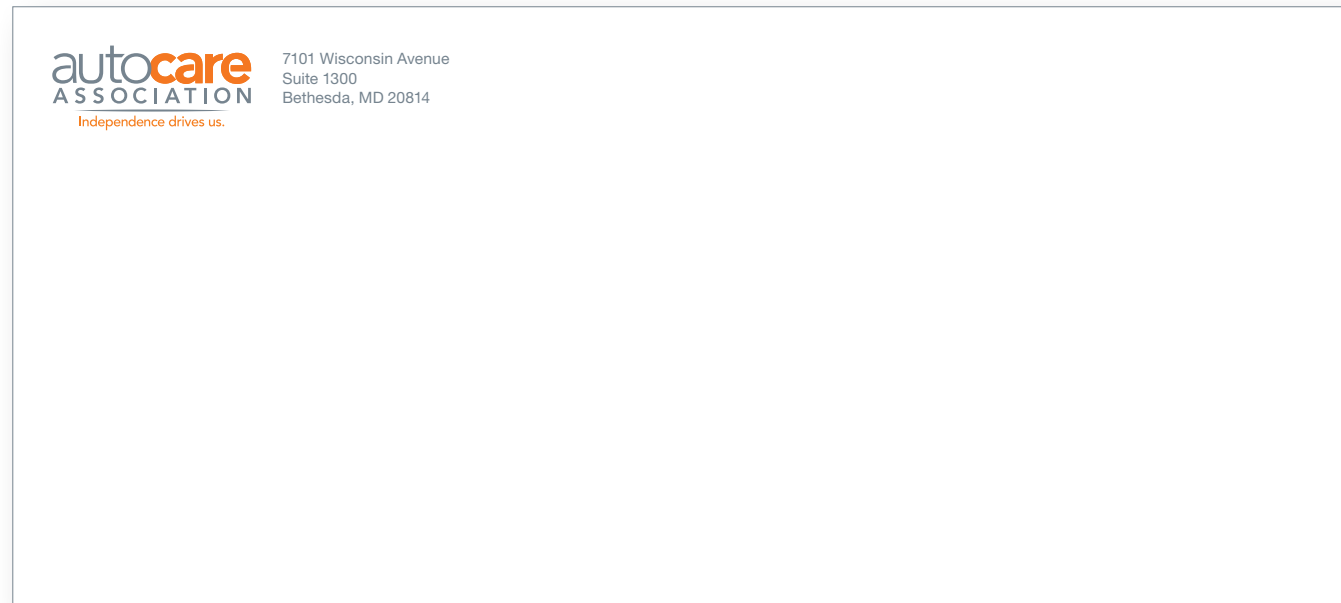 autocare
ASSOCIATION
Independence drives us.
7101 Wisconsin Avenue
Suite 1300
Bethesda, MD 20814